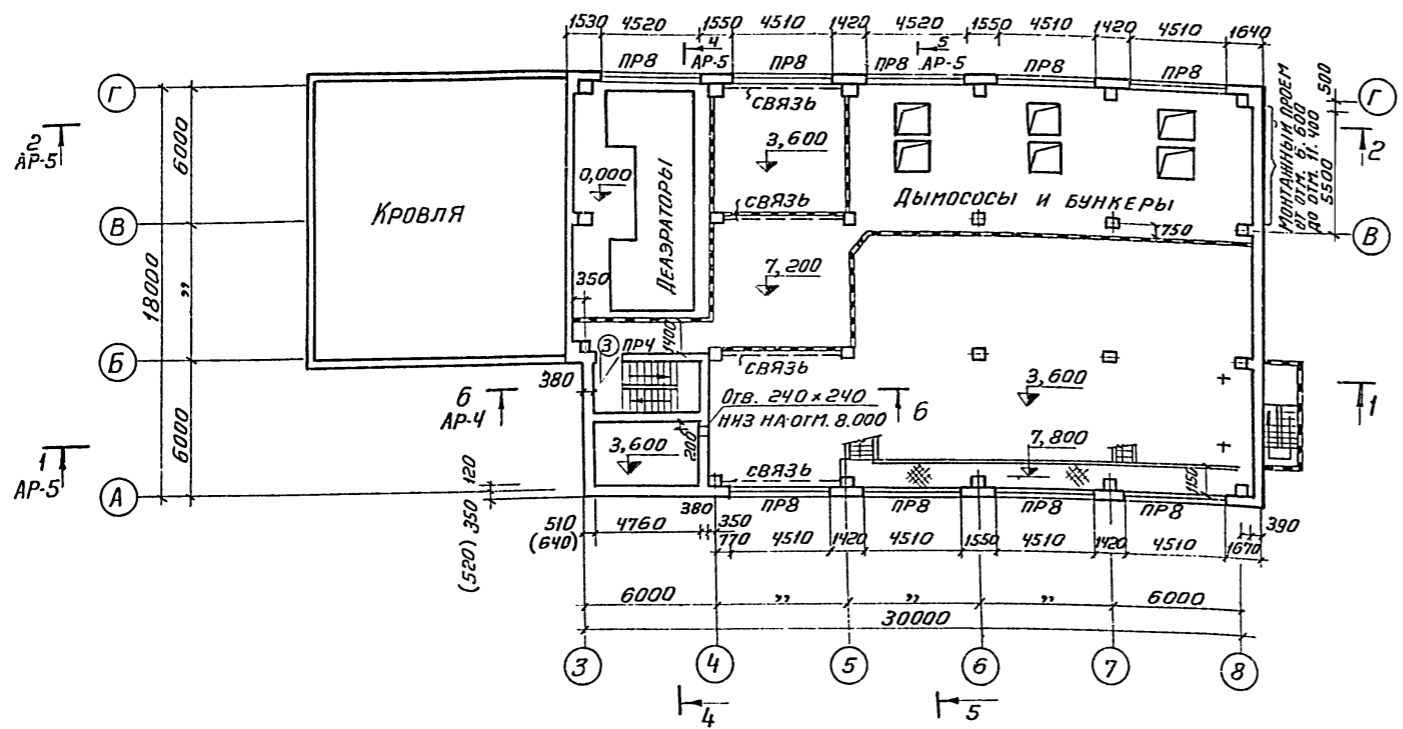 1530 4520 1550 4510 1420 4520 1550 4510 1420 4510 1640
4 АР-5
5 АР-5
ПР8 ПР8 ПР8 ПР8 ПР8
Г
Г
2 АР-5
2
СВЯЗЬ
3,600
0,000
СВЯЗЬ
ДЕАЭРАТОРЫ
КРОВЛЯ
ДЫМОСОСЫ И БУНКЕРЫ
МОНТАЖНЫЙ ПРОЕМ
ОТ ОТМ. 6.600
ДО ОТМ. 11.400
500
5500
750
В
В
6000
18000
"
6000
350
7,200
1400
3 ПР4
СВЯЗЬ
Б
380
6 АР-4
6
ОТВ. 240×240
НИЗ НА ОТМ. 8.000
3,600
1
3,600
200
7,800
1150
СВЯЗЬ
1 АР-5
А
120
350
(520)
510
(640)
4760
380
350
770
ПР8 ПР8 ПР8 ПР8
4510 1420 4510 1550 4510 1420 4510 1670
390
6000 " " " 6000
30000
3 4 5 6 7 8
4 5